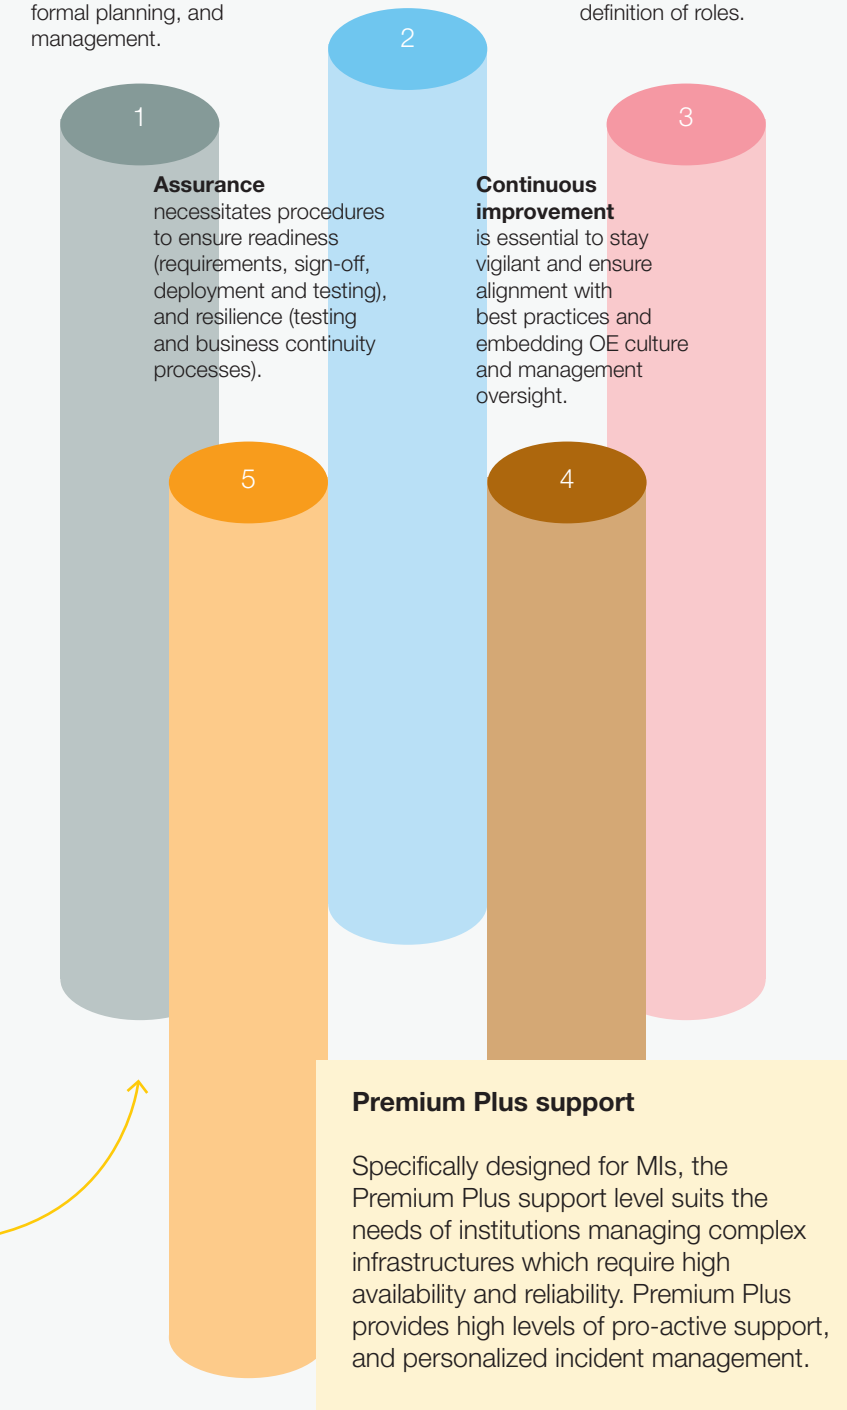 formal planning, and
management.
definition of roles.
2
1
3
Assurance
necessitates procedures
to ensure readiness
(requirements, sign-off,
deployment and testing),
and resilience (testing
and business continuity
processes).
Continuous
improvement
is essential to stay
vigilant and ensure
alignment with
best practices and
embedding OE culture
and management
oversight.
5
4
Premium Plus support
Specifically designed for MIs, the
Premium Plus support level suits the
needs of institutions managing complex
infrastructures which require high
availability and reliability. Premium Plus
provides high levels of pro-active support,
and personalized incident management.